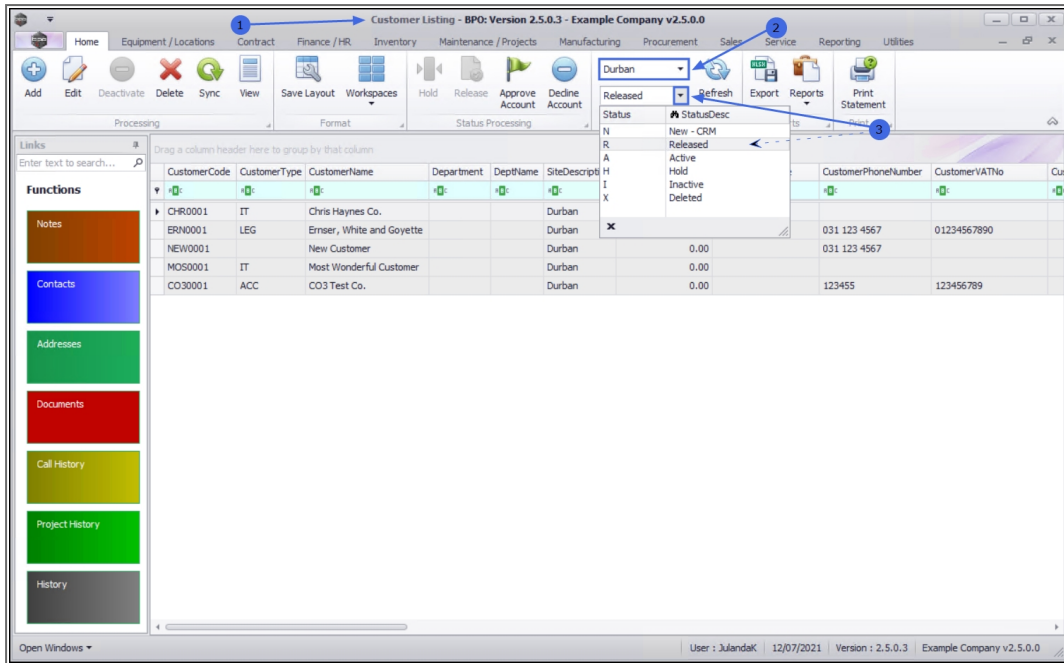 Customer Listing - BPO: Version 2.5.0.3 - Example Company v2.5.0.0
1
2
Home Equipment / Locations Contract Finance / HR Inventory Maintenance / Projects Manufacturing Procurement Sales Service Reporting Utilities
Add Edit Deactivate Delete Sync View Save Layout Workspaces Hold Release Approve Account Decline Account
Durban
Released
Refresh Export Reports Print Statement
Processing Format Status Processing Print
3
Status StatusDesc
N New - CRM
R Released
A Active
H Hold
I Inactive
X Deleted
Links
Enter text to search...
Functions
Notes
Contacts
Addresses
Documents
Call History
Project History
History
Drag a column header here to group by that column
CustomerCode CustomerType CustomerName Department DeptName CustomerPhoneNumber CustomerVATNo
CHR0001 IT Chris Haynes Co. Durban
ERN0001 LEG Ernser, White and Goyette Durban 031 123 4567 01234567890
NEW0001 New Customer Durban 0.00 031 123 4567
MOS0001 IT Most Wonderful Customer Durban 0.00
CO30001 ACC CO3 Test Co. Durban 0.00 123455 123456789
Open Windows
User : JulandaK 12/07/2021 Version : 2.5.0.3 Example Company v2.5.0.0